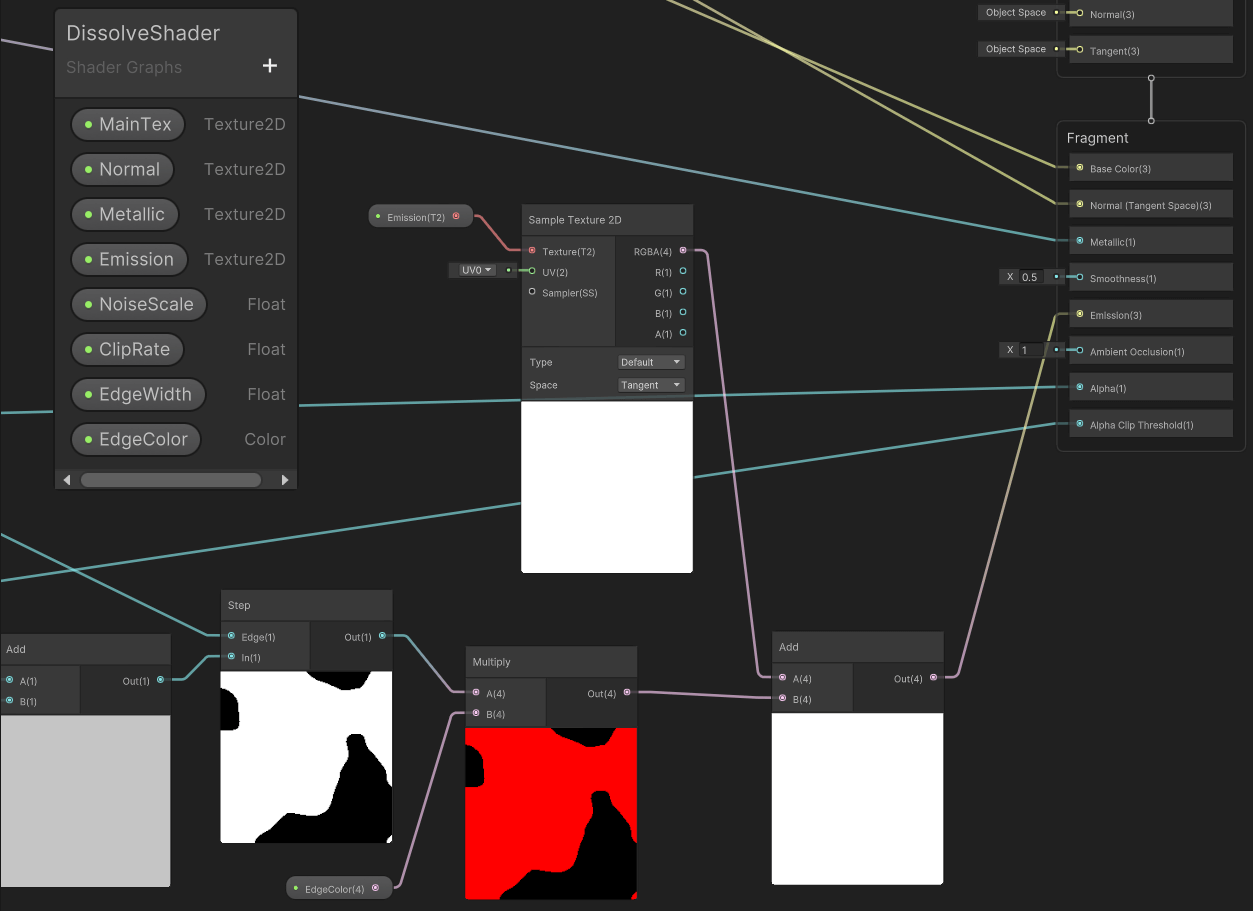 DissolveShader
Shader Graphs
+
MainTex Texture2D
Normal Texture2D
Metallic Texture2D
Emission Texture2D
NoiseScale Float
ClipRate Float
EdgeWidth Float
EdgeColor Color
Emission(T2)
Sample Texture 2D
Texture(T2) RGBA(4)
UV0 UV(2) R(1)
Sampler(SS) G(1)
B(1)
A(1)
Type Default
Space Tangent
Object Space Normal(3)
Object Space Tangent(3)
Fragment
Base Color(3)
Normal (Tangent Space)(3)
Metallic(1)
X 0.5 Smoothness(1)
Emission(3)
X 1 Ambient Occlusion(1)
Alpha(1)
Alpha Clip Threshold(1)
Add
A(1) Out(1)
B(1)
Step
Edge(1) Out(1)
In(1)
Multiply
A(4) Out(4)
B(4)
EdgeColor(4)
Add
A(4) Out(4)
B(4)